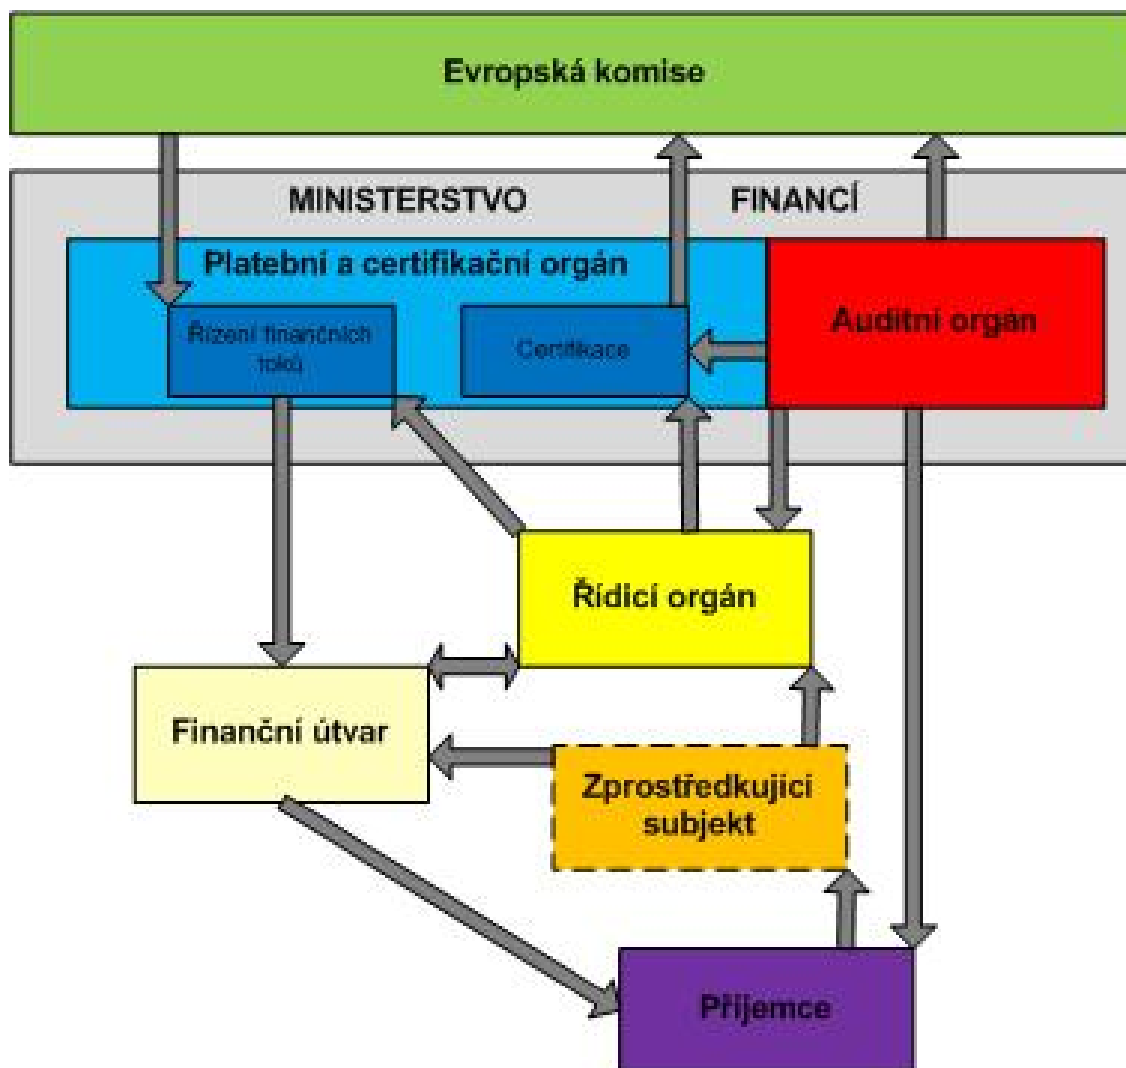 Evropská komise
MINISTERSTVO FINANCÍ
Platební a certifikační orgán
Řízení finančních
toků
Certifikace
Auditní orgán
Řídicí orgán
Finanční útvar
Zprostředkující
subjekt
Příjemce